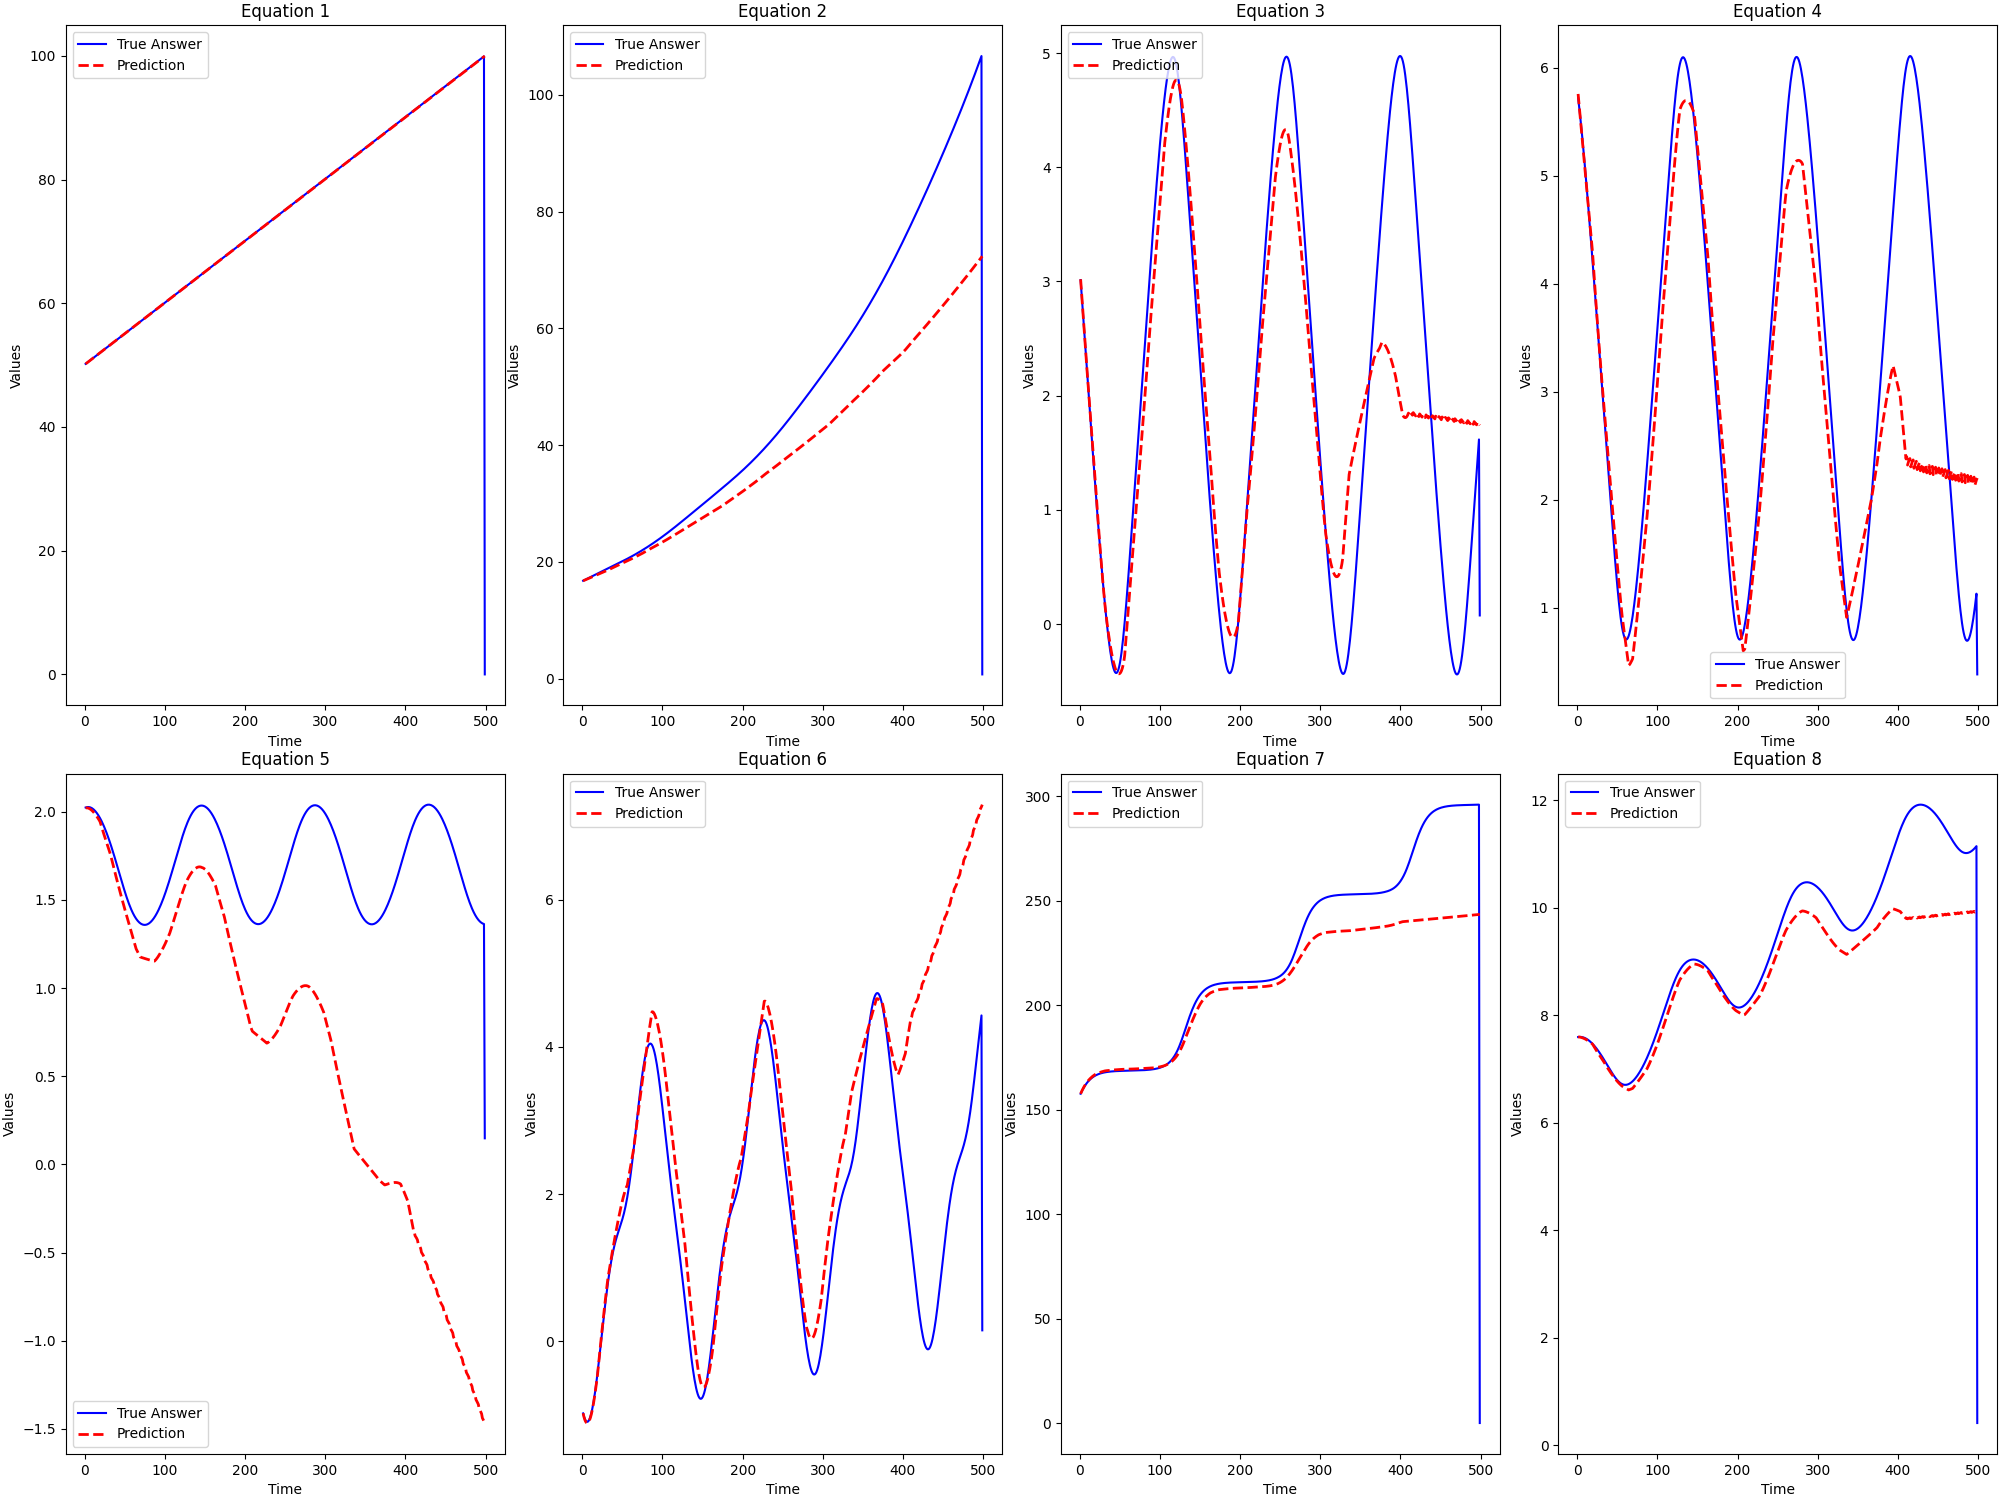 Equation 1
True Answer
Prediction
100
80
60
40
20
0
0 100 200 300 400 500
Values
Time
Equation 2
True Answer
Prediction
100
80
60
40
20
0
0 100 200 300 400 500
Values
Time
Equation 3
True Answer
Prediction
5
4
3
2
1
0
0 100 200 300 400 500
Values
Time
Equation 4
6
5
4
3
2
1
True Answer
Prediction
0 100 200 300 400 500
Values
Time
Equation 5
2.0
1.5
1.0
0.5
0.0
−0.5
−1.0
−1.5
True Answer
Prediction
0 100 200 300 400 500
Values
Time
Equation 6
True Answer
Prediction
6
4
2
0
0 100 200 300 400 500
Values
Time
Equation 7
True Answer
Prediction
300
250
200
150
100
50
0
0 100 200 300 400 500
Values
Time
Equation 8
True Answer
Prediction
12
10
8
6
4
2
0
0 100 200 300 400 500
Values
Time